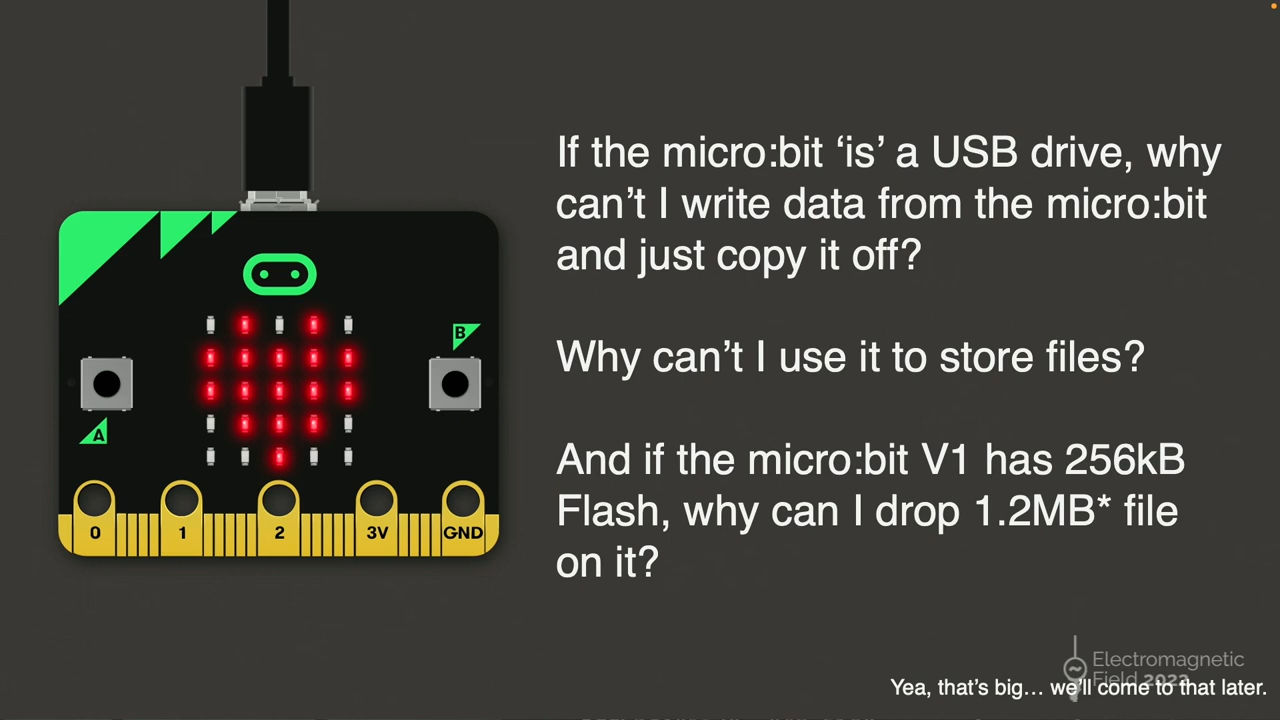 If the micro:bit ‘is’ a USB drive, why
can’t I write data from the micro:bit
and just copy it off?
Why can’t I use it to store files?
And if the micro:bit V1 has 256kB
Flash, why can I drop 1.2MB* file
on it?
B
A
0 1 2 3V GND
Electromagnetic
Field 2022
Yea, that’s big… we’ll come to that later.